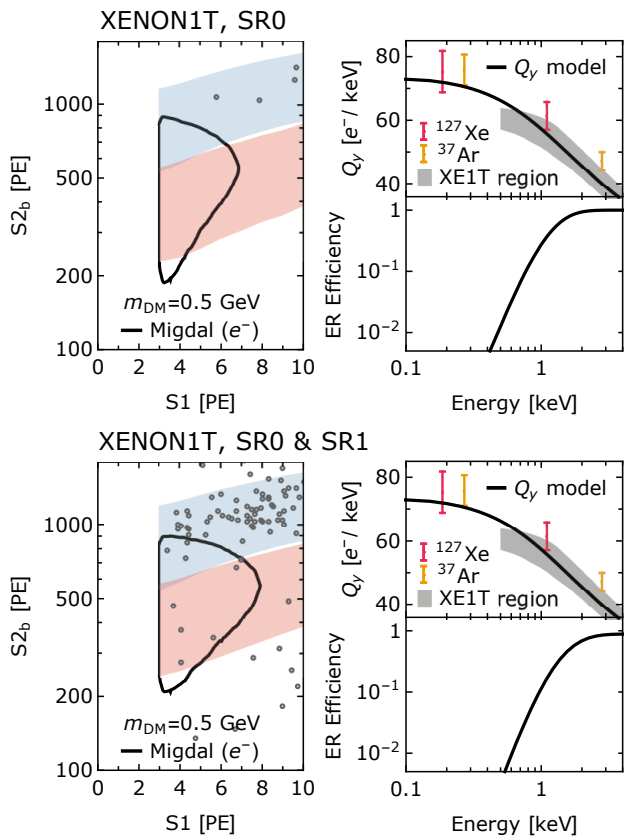 XENON1T, SR0
S2b [PE]
1000
500
200
100
mDM=0.5 GeV
Migdal (e−)
0 2 4 6 8 10
S1 [PE]
Qy [e−/ keV]
80
60
40
Qy model
127Xe
37Ar
XE1T region
ER Efficiency
1
10−1
10−2
0.1 1
Energy [keV]
XENON1T, SR0 & SR1
S2b [PE]
1000
500
200
100
mDM=0.5 GeV
Migdal (e−)
0 2 4 6 8 10
S1 [PE]
Qy [e−/ keV]
80
60
40
Qy model
127Xe
37Ar
XE1T region
ER Efficiency
1
10−1
10−2
0.1 1
Energy [keV]